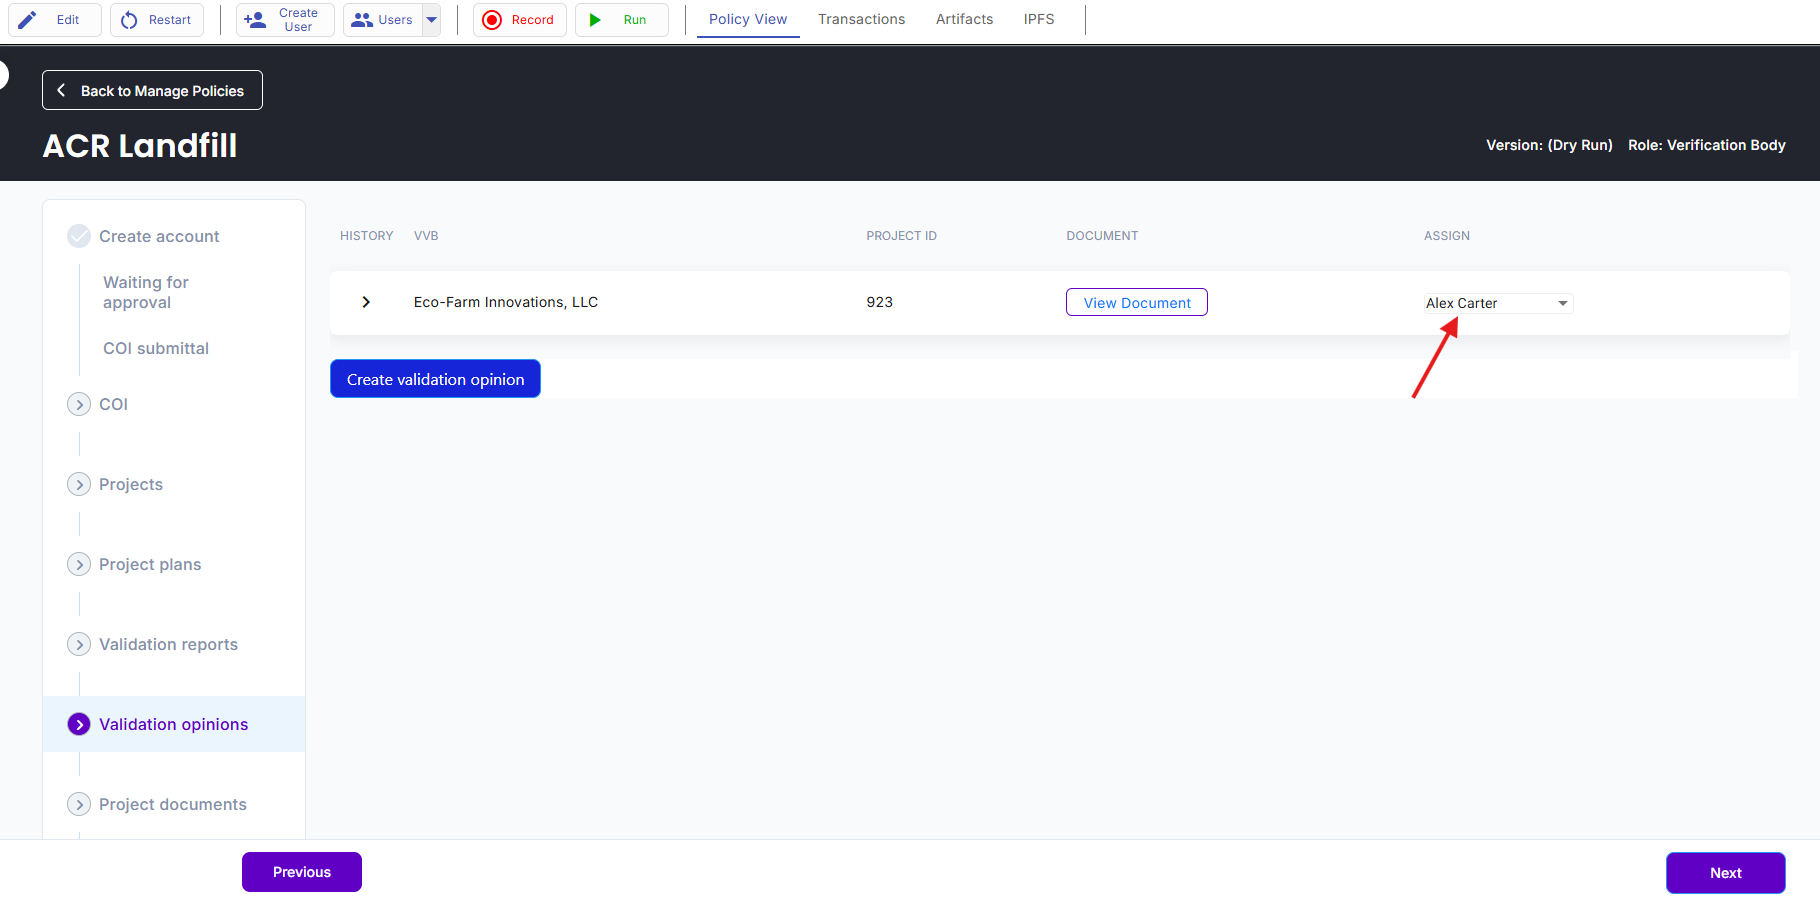 Edit
Restart
Create
User
Users
Record
Run
Policy View
Transactions
Artifacts
IPFS
Back to Manage Policies
ACR Landfill
Version: (Dry Run) Role: Verification Body
Create account
Waiting for
approval
COI submittal
COI
Projects
Project plans
Validation reports
Validation opinions
Project documents
HISTORY VVB PROJECT ID DOCUMENT ASSIGN
Eco-Farm Innovations, LLC 923 View Document Alex Carter
Create validation opinion
Previous
Next